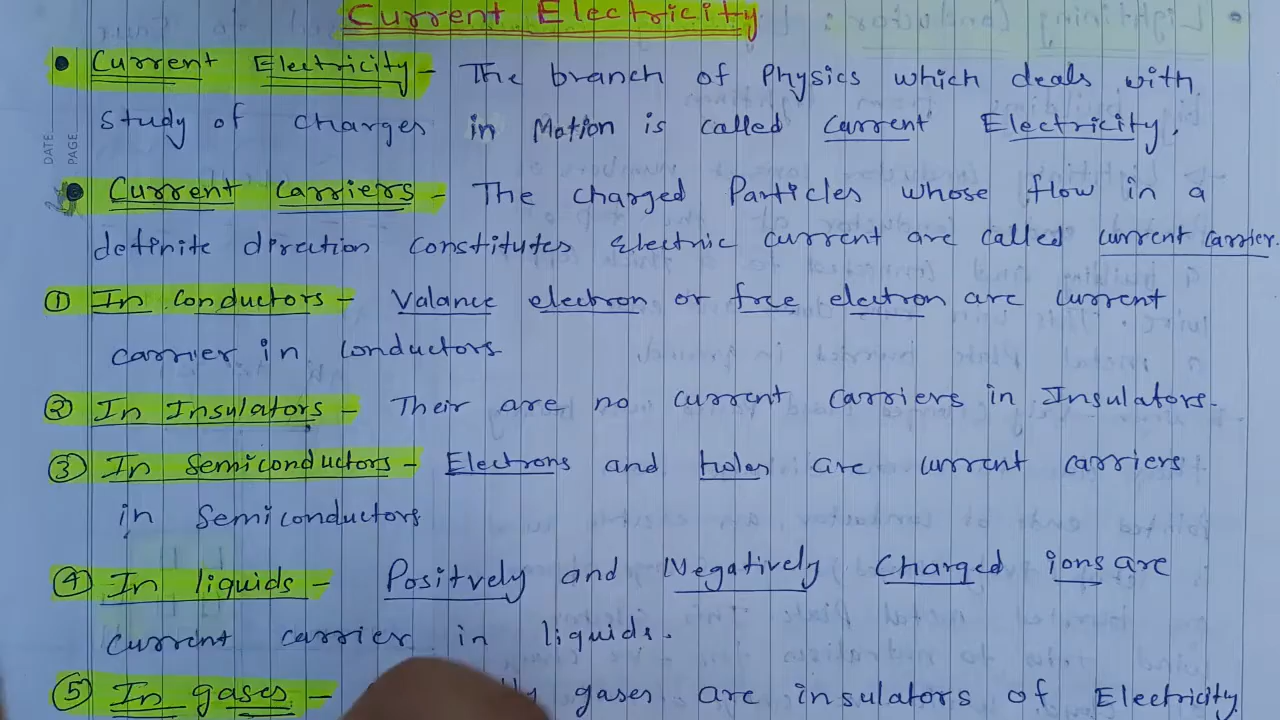 Current Electricity
• Current Electricity - The branch of Physics which deals with
Study of charges in Motion is called Current Electricity.
DATE
PAGE
• Current carriers - The charged Particles whose flow in a
definite diraction constitutes Electric current are called current carrier.
① In conductors - Valance electron or free electron are current
carrier in conductors.
② In Insulators - Their are no current carriers in Insulators.
③ In Semiconductors - Electrons and holes are current carriers
in Semiconductors
④ In liquids - Positvely and Negatively Charged ions are
current carrier in liquids.
⑤ In gases - gases are insulators of Electricity.